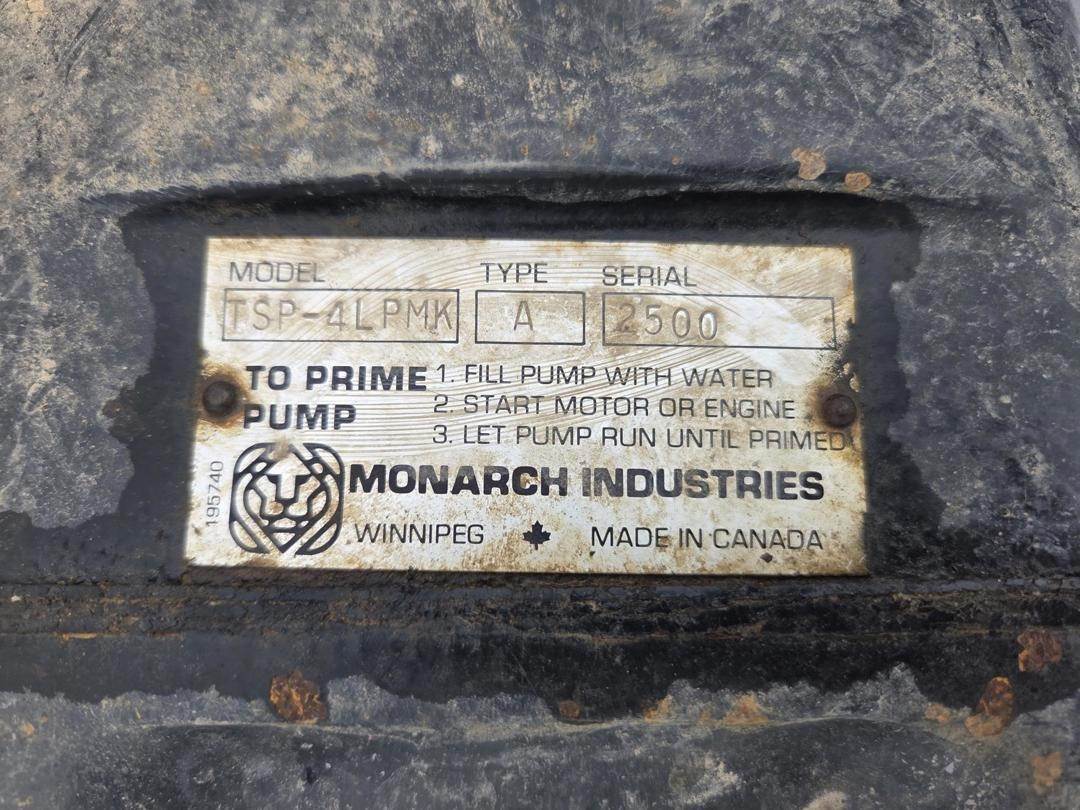 MODEL TYPE SERIAL
TSP-4LPMK A 2500
TO PRIME PUMP
1. FILL PUMP WITH WATER
2. START MOTOR OR ENGINE
3. LET PUMP RUN UNTIL PRIMED
195740
MONARCH INDUSTRIES
WINNIPEG MADE IN CANADA